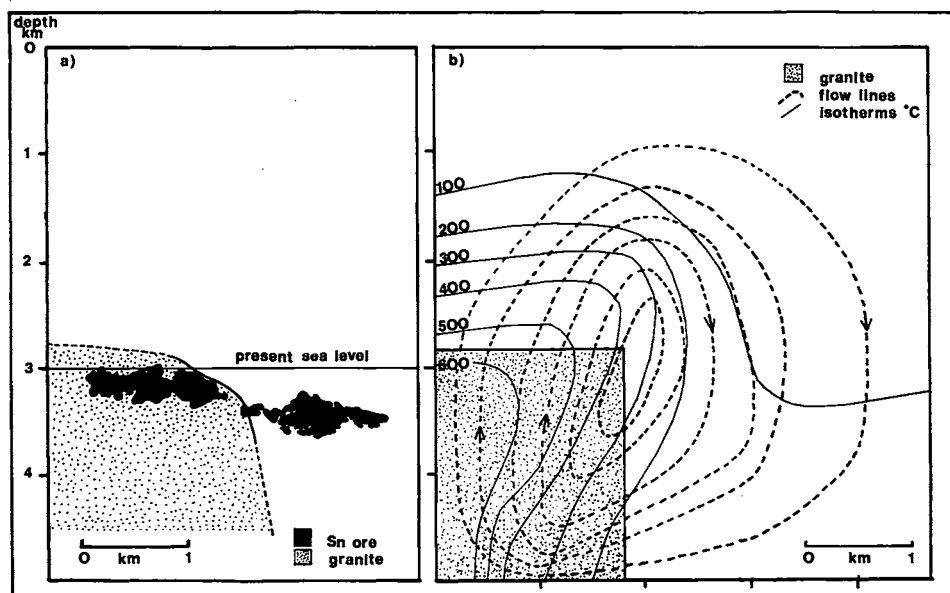 depth
km
0
1
2
3
4
a)
present sea level
Sn ore
granite
0 1
km
b)
granite
flow lines
isotherms °C
100
200
300
400
500
600
0 1
km